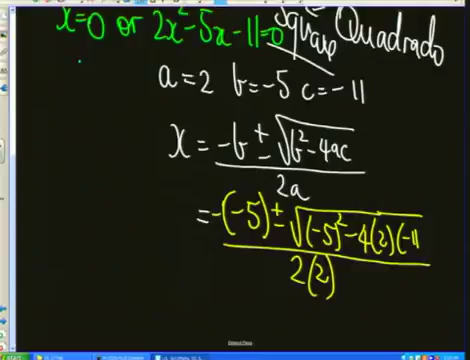 x=0 or 2x²-5x-11=0
Square Quadrado
a=2 b=-5 c=-11
x = -b ± √b²-4ac
2a
= -(-5) ± √(-5)²-4(2)(-11
2(2)